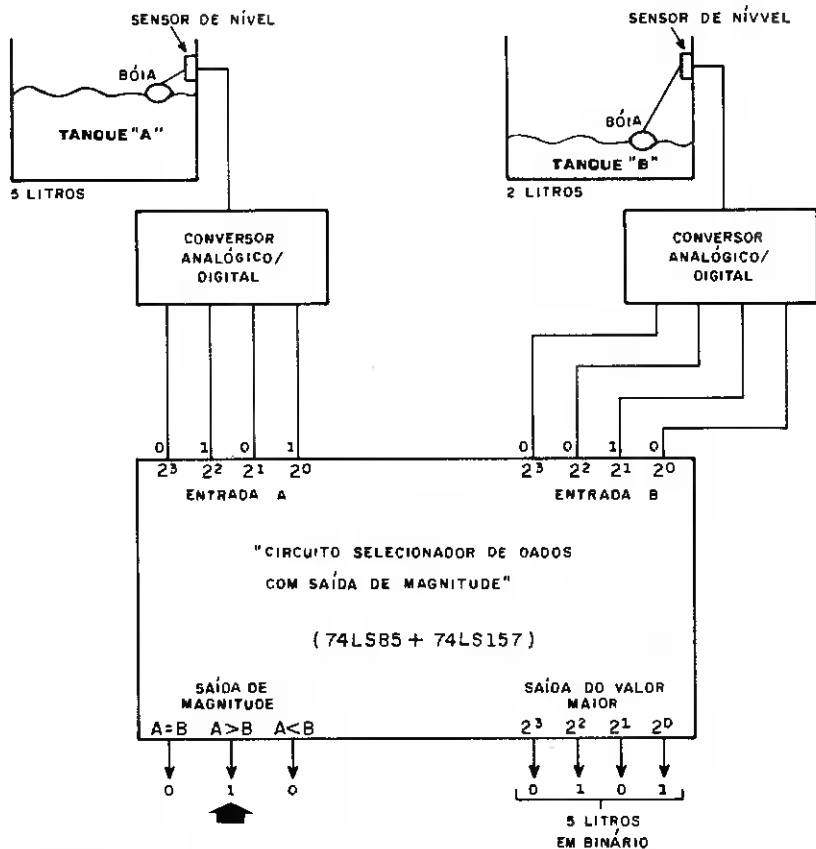 SENSOR DE NÍVEL
BÓIA
TANQUE "A"
5 LITROS
SENSOR DE NÍVVEL
BÓIA
TANQUE "B"
2 LITROS
CONVERSOR
ANALÓGICO/
DIGITAL
CONVERSOR
ANALÓGICO/
DIGITAL
0 1 0 1
2³ 2² 2¹ 2⁰
ENTRADA A
0 0 1 0
2³ 2² 2¹ 2⁰
ENTRADA B
"CIRCUITO SELECIONADOR DE DADOS
COM SAÍDA DE MAGNITUDE"
(74LS85 + 74LS157)
SAÍDA DE
MAGNITUDE
A=B A>B A<B
0 1 0
SAÍDA DO VALOR
MAIOR
2³ 2² 2¹ 2⁰
0 1 0 1
5 LITROS
EM BINÁRIO